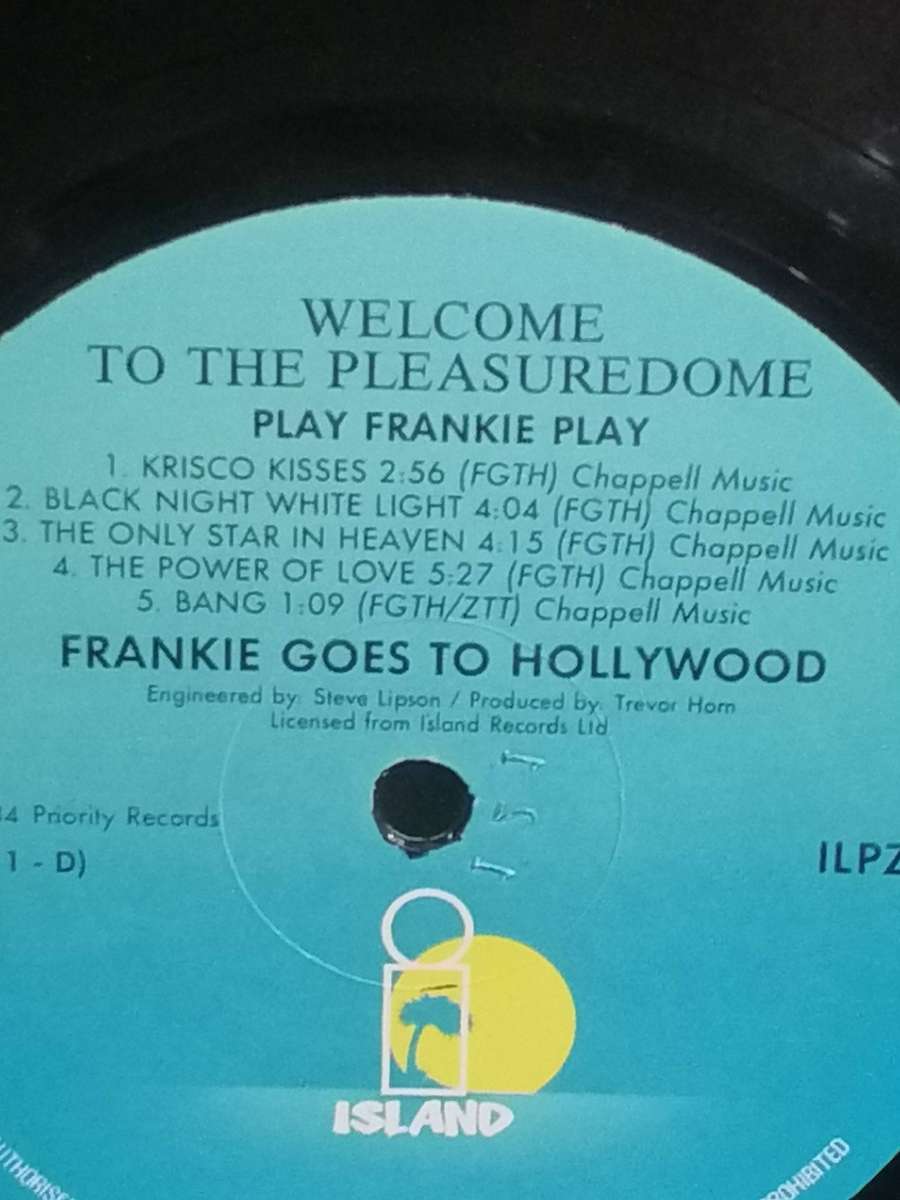 WELCOME
TO THE PLEASUREDOME
PLAY FRANKIE PLAY
1. KRISCO KISSES 2:56 (FGTH) Chappell Music
2. BLACK NIGHT WHITE LIGHT 4:04 (FGTH) Chappell Music
3. THE ONLY STAR IN HEAVEN 4:15 (FGTH) Chappell Music
4. THE POWER OF LOVE 5:27 (FGTH) Chappell Music
5. BANG 1:09 (FGTH/ZTT) Chappell Music
FRANKIE GOES TO HOLLYWOOD
Engineered by: Steve Lipson / Produced by: Trevor Horn
Licensed from Island Records Ltd
4 Priority Records
1 - D)
ILPZ
ISLAND